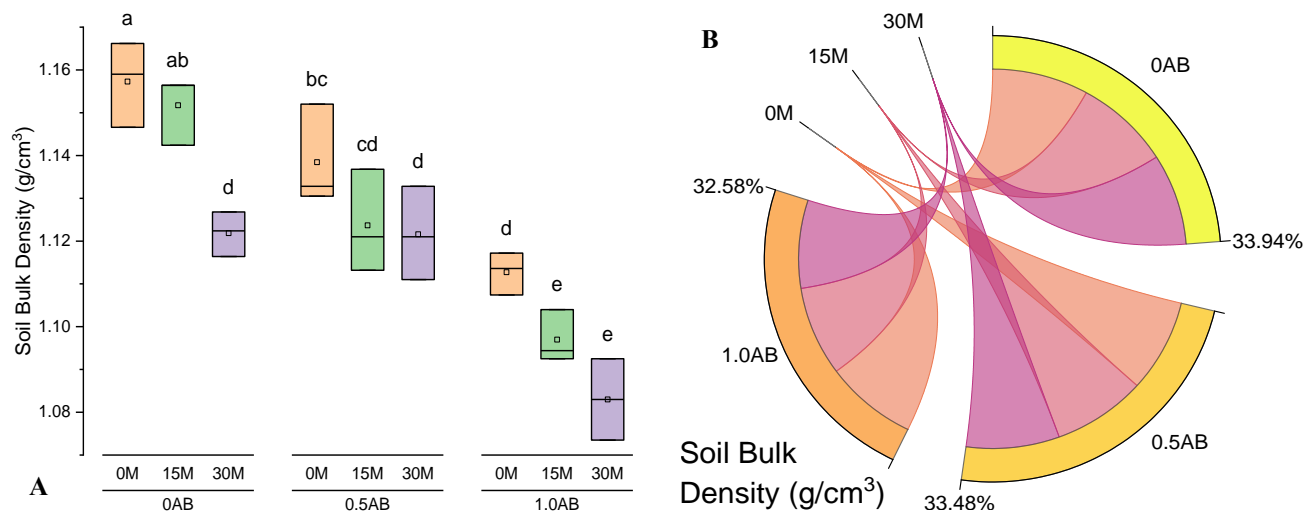 Soil Bulk Density (g/cm³)
1.16
1.14
1.12
1.10
1.08
a
ab
d
bc
cd
d
d
e
e
0M 15M 30M 0M 15M 30M 0M 15M 30M
0AB 0.5AB 1.0AB
A
B
30M
15M
0M
0AB
32.58%
33.94%
1.0AB
0.5AB
33.48%
Soil Bulk
Density (g/cm³)